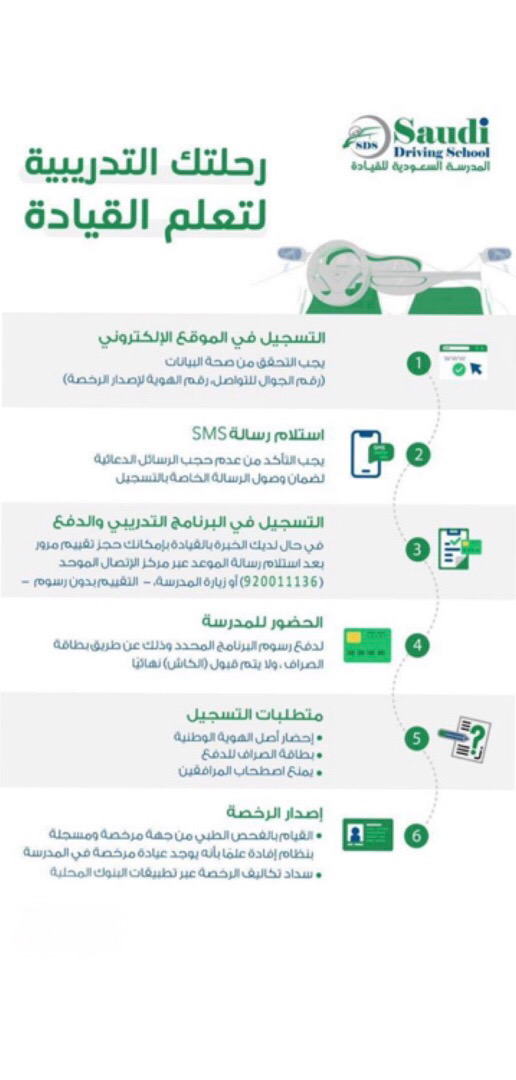 Saudi
Driving School
SDS
المدرسة السعودية للقيادة
رحلتك التدريبية
لتعلم القيادة
1
www
التسجيل في الموقع الإلكتروني
يجب التحقق من صحة البيانات
(رقم الجوال للتواصل، رقم الهوية لإصدار الرخصة)
2
SMS
استلام رسالة SMS
يجب التأكد من عدم حجب الرسائل الدعائية
لضمان وصول الرسالة الخاصة بالتسجيل
3
التسجيل في البرنامج التدريبي والدفع
في حال لديك الخبرة بالقيادة بإمكانك حجز تقييم مرور
بعد استلام رسالة الموعد عبر مركز الإتصال الموحد
(920011136) أو زيارة المدرسة، – التقييم بدون رسوم –
4
الحضور للمدرسة
لدفع رسوم البرنامج المحدد وذلك عن طريق بطاقة
الصراف ، ولا يتم قبول (الكاش) نهائيًا
5
متطلبات التسجيل
• إحضار أصل الهوية الوطنية
• بطاقة الصراف للدفع
• يمنع اصطحاب المرافقين
6
إصدار الرخصة
• القيام بالفحص الطبي من جهة مرخصة ومسجلة
بنظام إفادة علمًا بأنه يوجد عيادة مرخصة في المدرسة
• سداد تكاليف الرخصة عبر تطبيقات البنوك المحلية